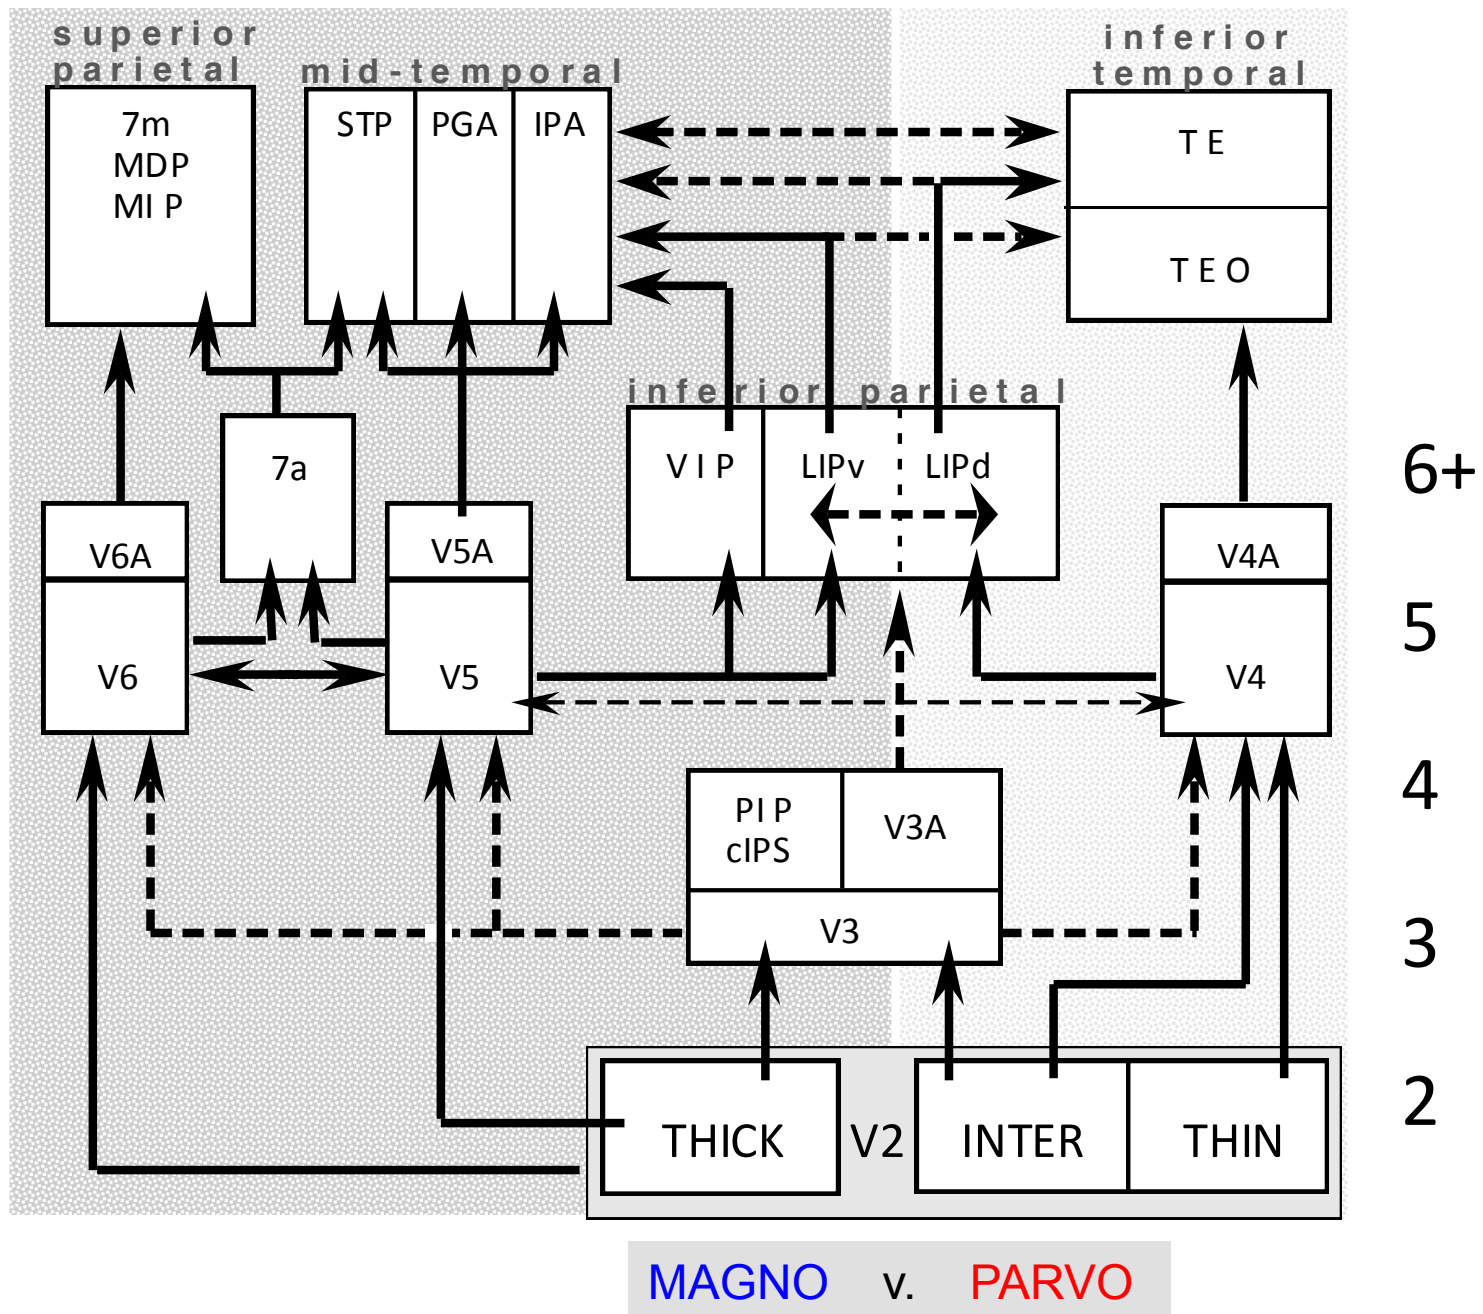 superior
parietal
mid-temporal
inferior
temporal
7m
MDP
MIP
STP
PGA
IPA
TE
TEO
inferior parietal
7a
VIP
LIPv
LIPd
6+
V6A
V5A
V4A
5
V6
V5
V4
4
PIP
cIPS
V3A
V3
3
THICK
V2
INTER
THIN
2
MAGNO v. PARVO